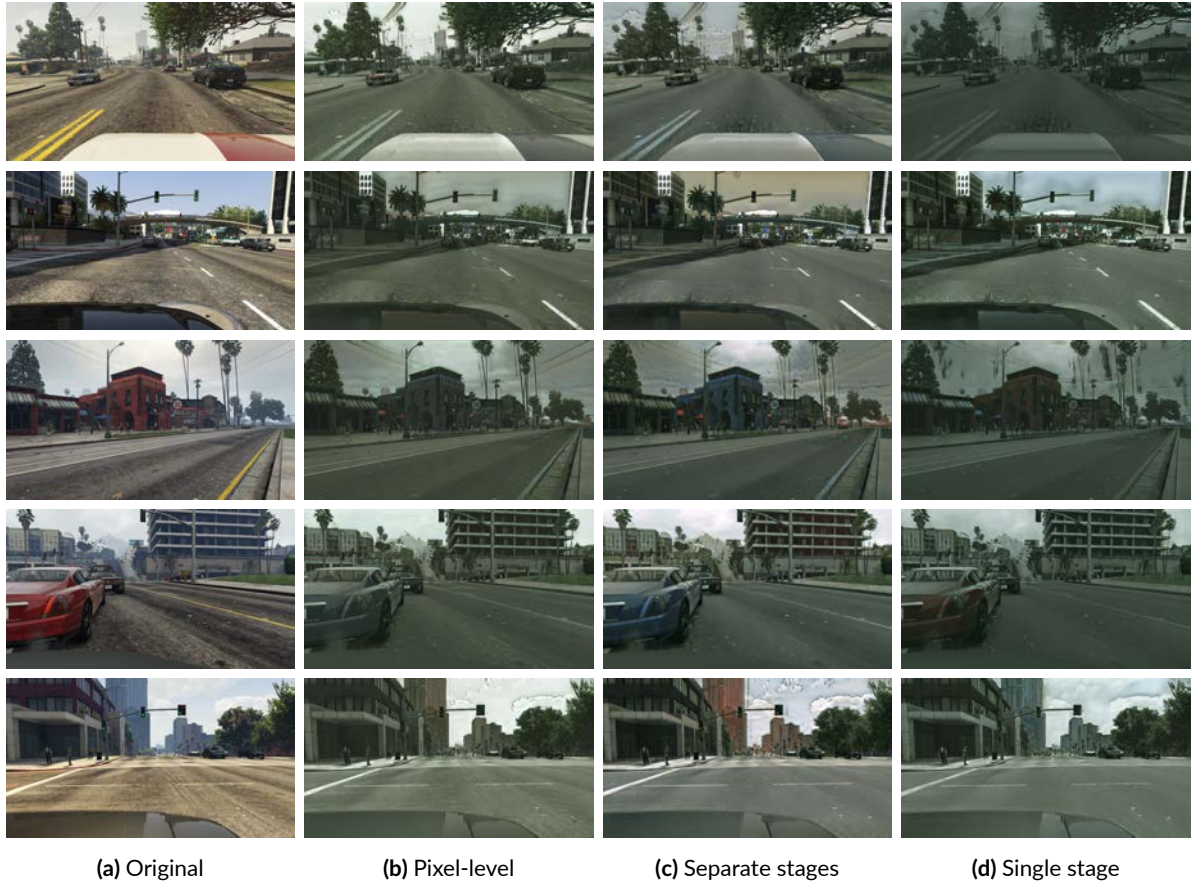 (a) Original
(b) Pixel-level
(c) Separate stages
(d) Single stage